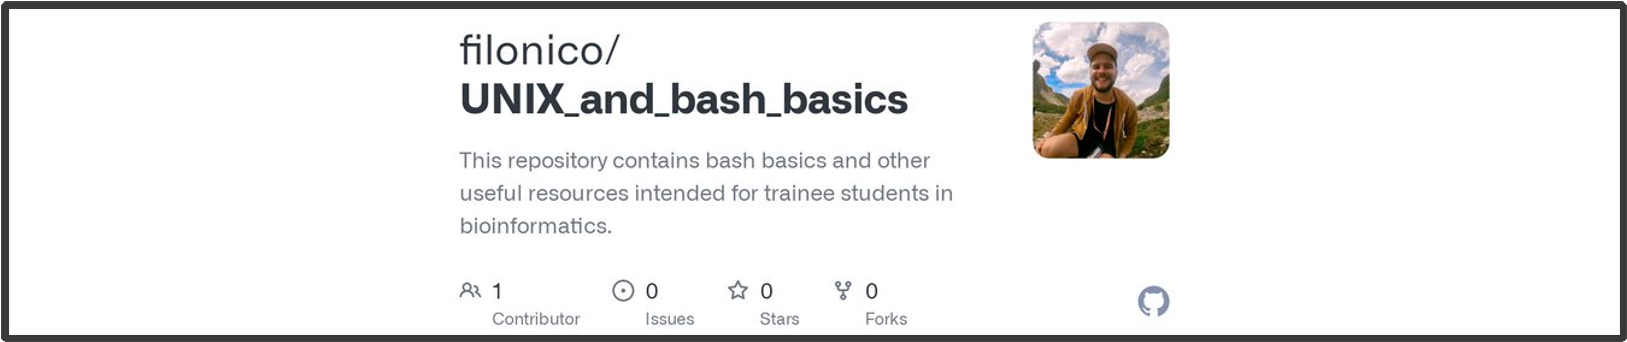 filonico/
UNIX_and_bash_basics
This repository contains bash basics and other
useful resources intended for trainee students in
bioinformatics.
1 0 0 0
Contributor Issues Stars Forks